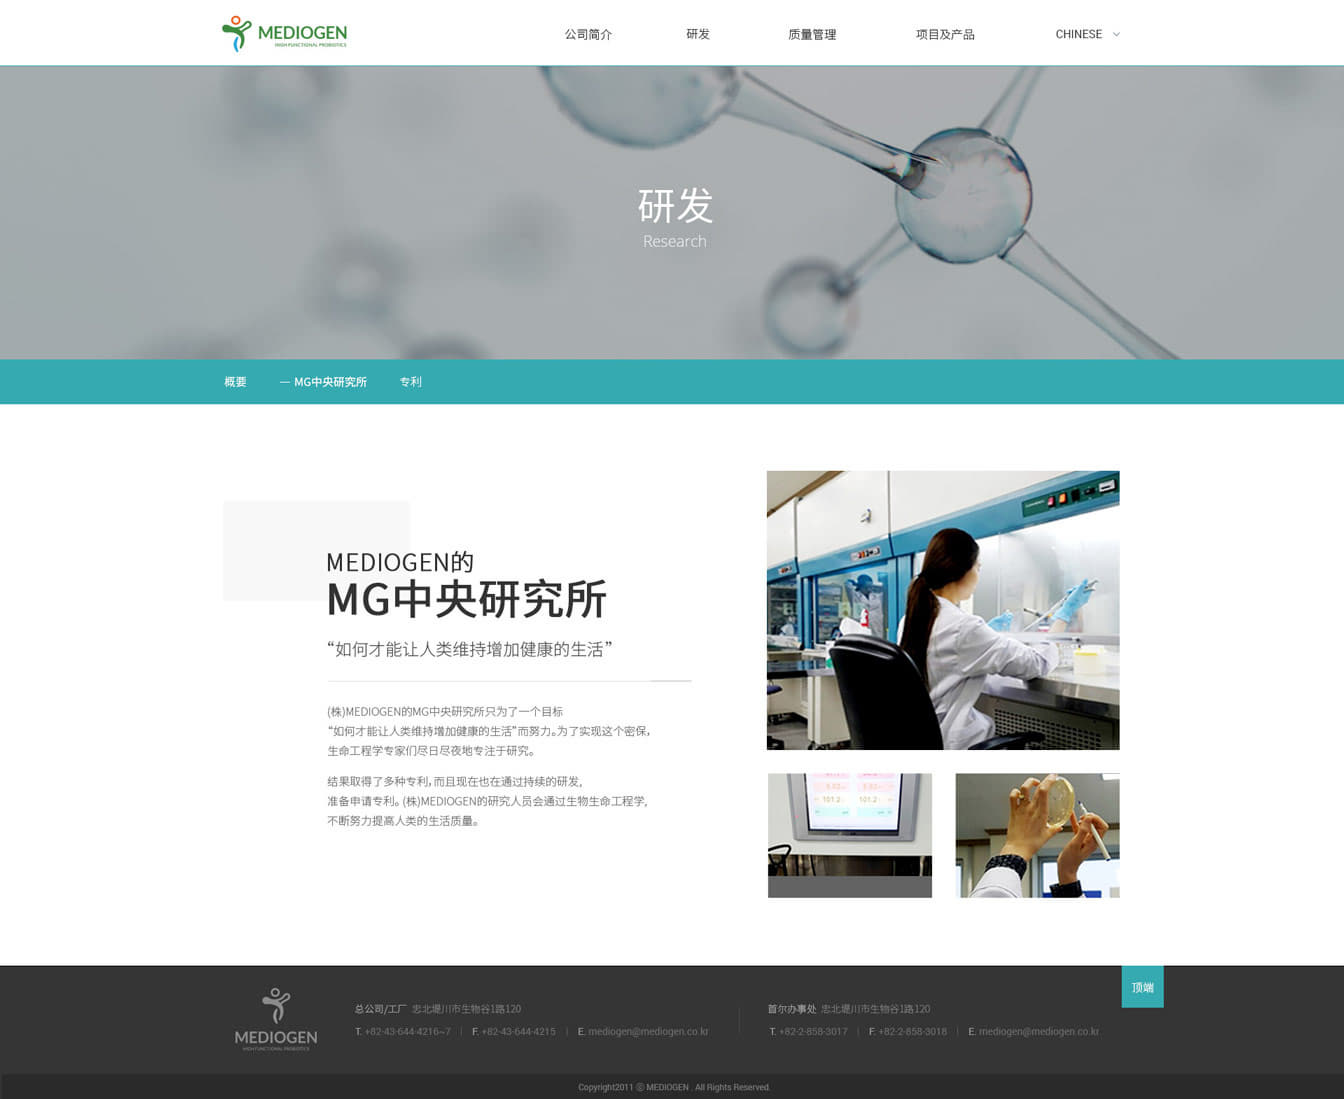 MEDIOGEN
HIGH FUNCTIONAL PROBIOTICS
公司简介 研发 质量管理 项目及产品 CHINESE
研发
Research
概要 — MG中央研究所 专利
MEDIOGEN的
MG中央研究所
“如何才能让人类维持增加健康的生活”
(株)MEDIOGEN的MG中央研究所只为了一个目标
“如何才能让人类维持增加健康的生活”而努力。为了实现这个密保,
生命工程学专家们尽日尽夜地专注于研究。
结果取得了多种专利,而且现在也在通过持续的研发,
准备申请专利。(株)MEDIOGEN的研究人员会通过生物生命工程学,
不断努力提高人类的生活质量。
101.2 101.2
顶端
MEDIOGEN
HIGH FUNCTIONAL PROBIOTICS
总公司/工厂 忠北堤川市生物谷1路120
T. +82-43-644-4216~7 | F. +82-43-644-4215 | E. mediogen@mediogen.co.kr
首尔办事处 忠北堤川市生物谷1路120
T. +82-2-858-3017 | F. +82-2-858-3018 | E. mediogen@mediogen.co.kr
Copyright2011 ⓒ MEDIOGEN . All Rights Reserved.